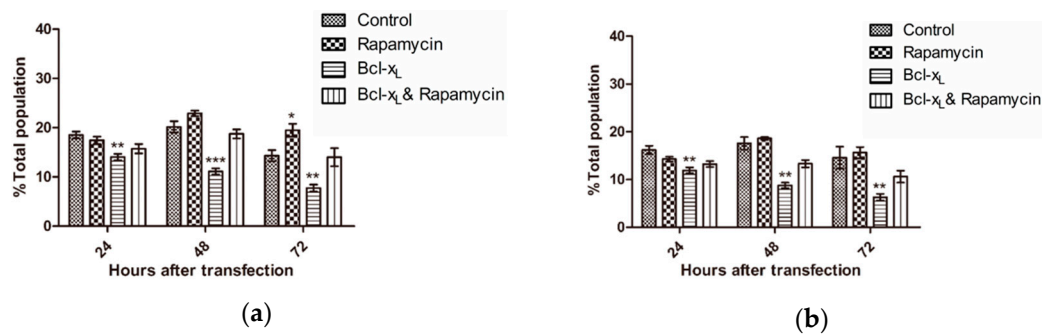 40
30
20
10
0
%Total population
**
***
*
**
24
48
72
Hours after transfection
Control
Rapamycin
Bcl-xL
Bcl-xL & Rapamycin
(a)
40
30
20
10
0
%Total population
**
**
**
24
48
72
Hours after transfection
Control
Rapamycin
Bcl-xL
Bcl-xL & Rapamycin
(b)